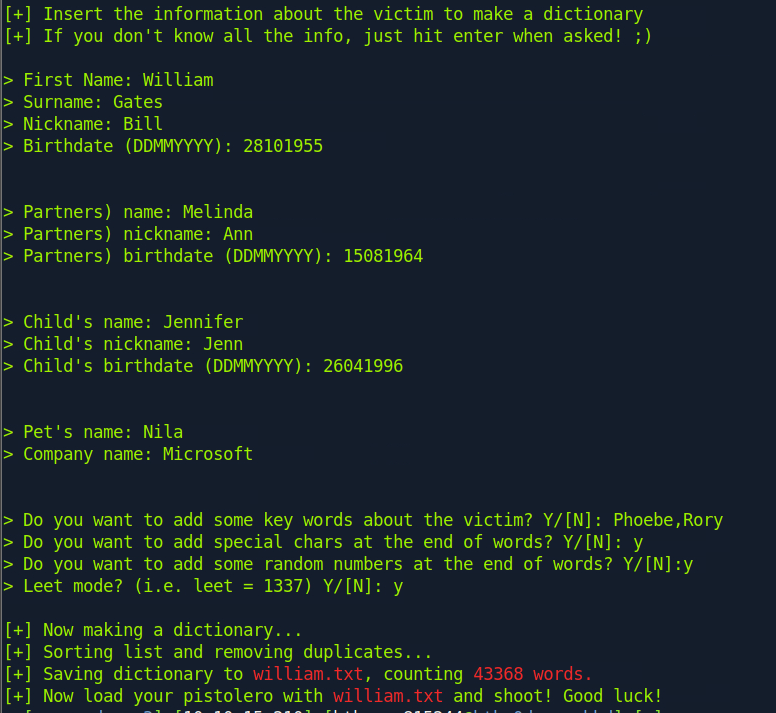 [+] Insert the information about the victim to make a dictionary
[+] If you don't know all the info, just hit enter when asked! ;)
> First Name: William
> Surname: Gates
> Nickname: Bill
> Birthdate (DDMMYYYY): 28101955
> Partners) name: Melinda
> Partners) nickname: Ann
> Partners) birthdate (DDMMYYYY): 15081964
> Child's name: Jennifer
> Child's nickname: Jenn
> Child's birthdate (DDMMYYYY): 26041996
> Pet's name: Nila
> Company name: Microsoft
> Do you want to add some key words about the victim? Y/[N]: Phoebe,Rory
> Do you want to add special chars at the end of words? Y/[N]: y
> Do you want to add some random numbers at the end of words? Y/[N]:y
> Leet mode? (i.e. leet = 1337) Y/[N]: y
[+] Now making a dictionary...
[+] Sorting list and removing duplicates...
[+] Saving dictionary to william.txt, counting 43368 words.
[+] Now load your pistolero with william.txt and shoot! Good luck!